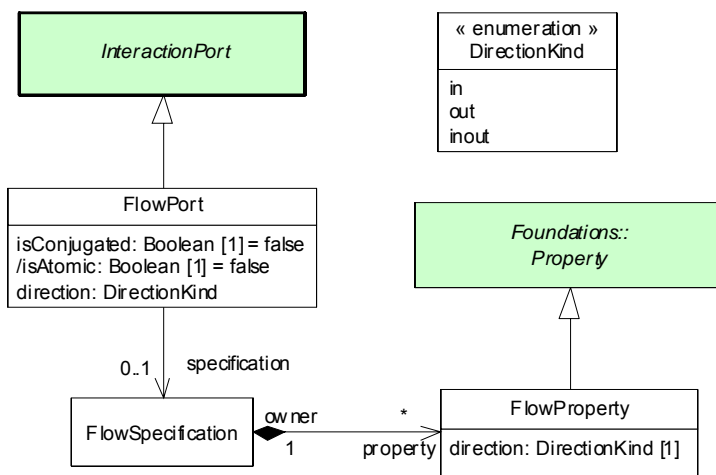 InteractionPort
« enumeration »
DirectionKind
in
out
inout
FlowPort
isConjugated: Boolean [1] = false
/isAtomic: Boolean [1] = false
direction: DirectionKind
Foundations::
Property
0..1
specification
FlowSpecification
owner
1
*
property
FlowProperty
direction: DirectionKind [1]